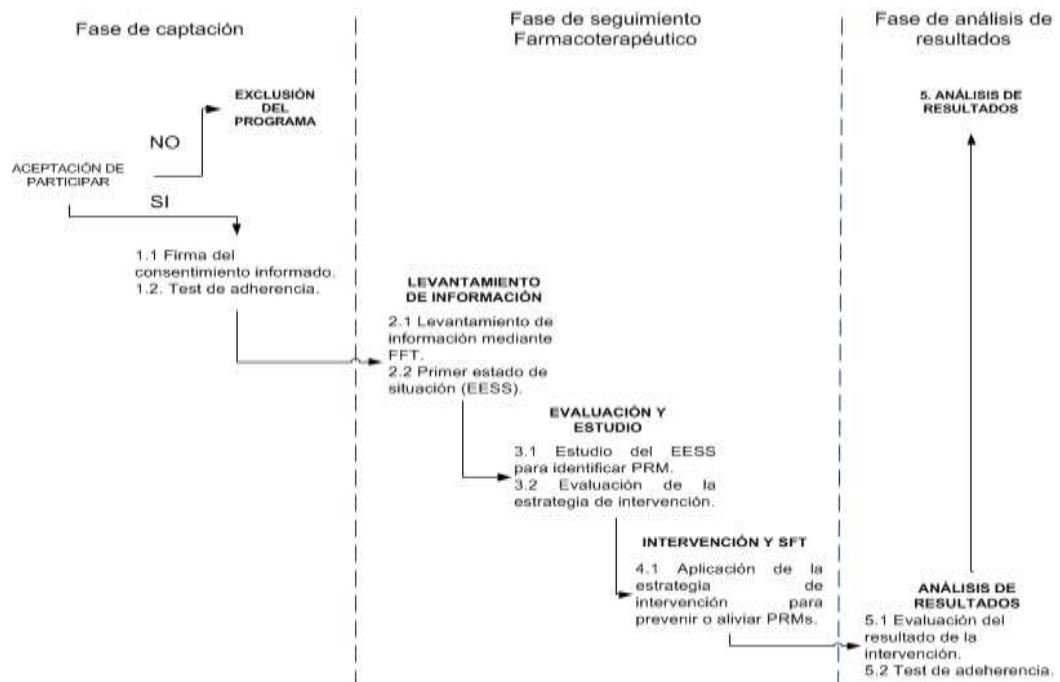 Fase de captación
Fase de seguimiento
Farmacoterapéutico
Fase de análisis de
resultados
EXCLUSIÓN
DEL
PROGRAMA
NO
ACEPTACIÓN DE
PARTICIPAR
SI
1.1 Firma del
consentimiento informado.
1.2. Test de adherencia.
LEVANTAMIENTO
DE INFORMACIÓN
2.1 Levantamiento de
información mediante
FFT.
2.2 Primer estado de
situación (EESS).
EVALUACIÓN Y
ESTUDIO
3.1 Estudio del EESS
para identificar PRM.
3.2 Evaluación de la
estrategia de intervención.
INTERVENCIÓN Y SFT
4.1 Aplicación de la
estrategia de
intervención para
prevenir o aliviar PRMs.
5. ANÁLISIS DE
RESULTADOS
ANÁLISIS DE
RESULTADOS
5.1 Evaluación del
resultado de la
intervención.
5.2 Test de adeherencia.